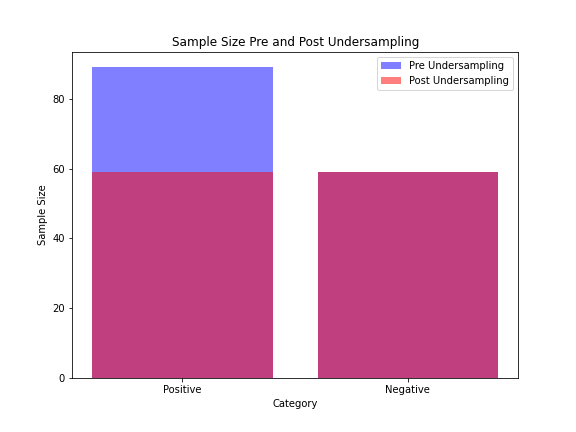 Sample Size Pre and Post Undersampling
Pre Undersampling
Post Undersampling
Sample Size
80
60
40
20
0
Positive
Negative
Category